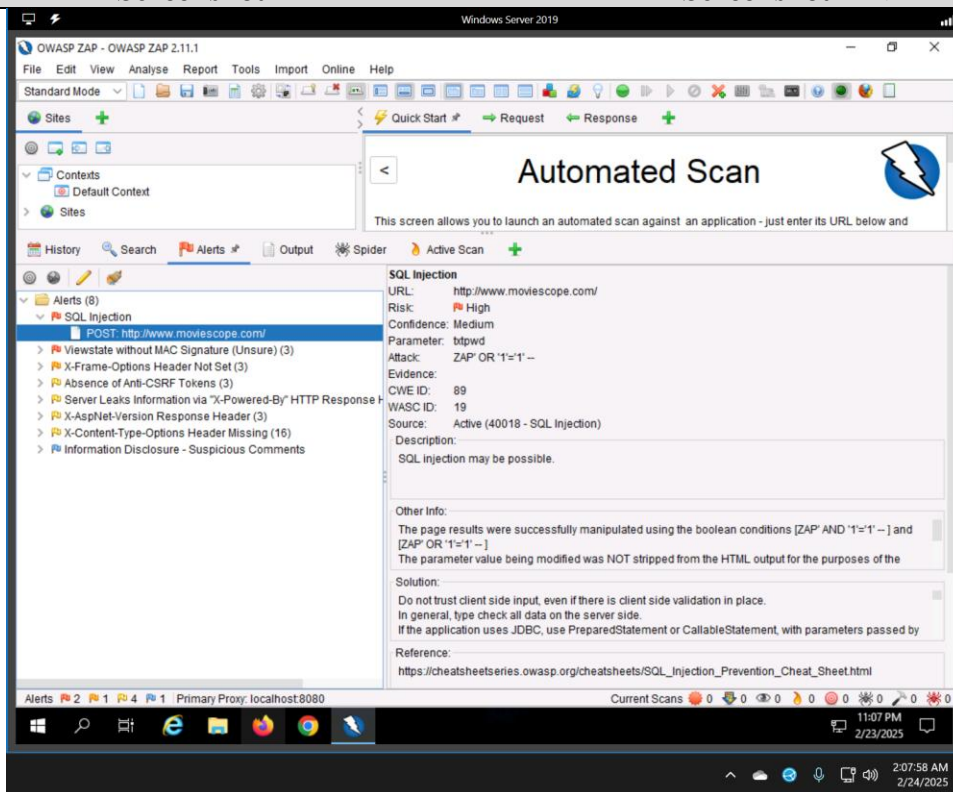 Windows Server 2019
OWASP ZAP - OWASP ZAP 2.11.1
File Edit View Analyse Report Tools Import Online Help
Standard Mode
Sites
Quick Start Request Response
Contexts
Default Context
Sites
<
Automated Scan
This screen allows you to launch an automated scan against an application - just enter its URL below and
History Search Alerts Output Spider Active Scan
Alerts (8)
SQL Injection
POST: http://www.moviescope.com/
Viewstate without MAC Signature (Unsure) (3)
X-Frame-Options Header Not Set (3)
Absence of Anti-CSRF Tokens (3)
Server Leaks Information via "X-Powered-By" HTTP Response H
X-AspNet-Version Response Header (3)
X-Content-Type-Options Header Missing (16)
Information Disclosure - Suspicious Comments
SQL Injection
URL: http://www.moviescope.com/
Risk: High
Confidence: Medium
Parameter: txtpwd
Attack: ZAP' OR '1'='1' --
Evidence:
CWE ID: 89
WASC ID: 19
Source: Active (40018 - SQL Injection)
Description:
SQL injection may be possible.
Other Info:
The page results were successfully manipulated using the boolean conditions [ZAP' AND '1'='1' -- ] and
[ZAP' OR '1'='1' -- ]
The parameter value being modified was NOT stripped from the HTML output for the purposes of the
Solution:
Do not trust client side input, even if there is client side validation in place.
In general, type check all data on the server side.
If the application uses JDBC, use PreparedStatement or CallableStatement, with parameters passed by
Reference:
https://cheatsheetseries.owasp.org/cheatsheets/SQL_Injection_Prevention_Cheat_Sheet.html
Alerts 2 1 4 1 Primary Proxy: localhost:8080 Current Scans 0 0 0 0 0 0 0 0
11:07 PM
2/23/2025
2:07:58 AM
2/24/2025